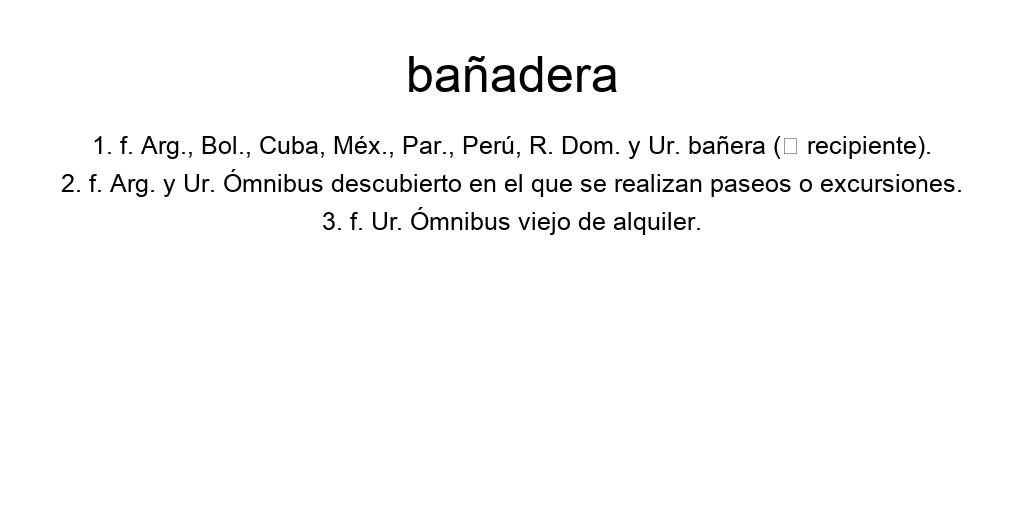 bañadera
1. f. Arg., Bol., Cuba, Méx., Par., Perú, R. Dom. y Ur. bañera (□ recipiente).
2. f. Arg. y Ur. Ómnibus descubierto en el que se realizan paseos o excursiones.
3. f. Ur. Ómnibus viejo de alquiler.